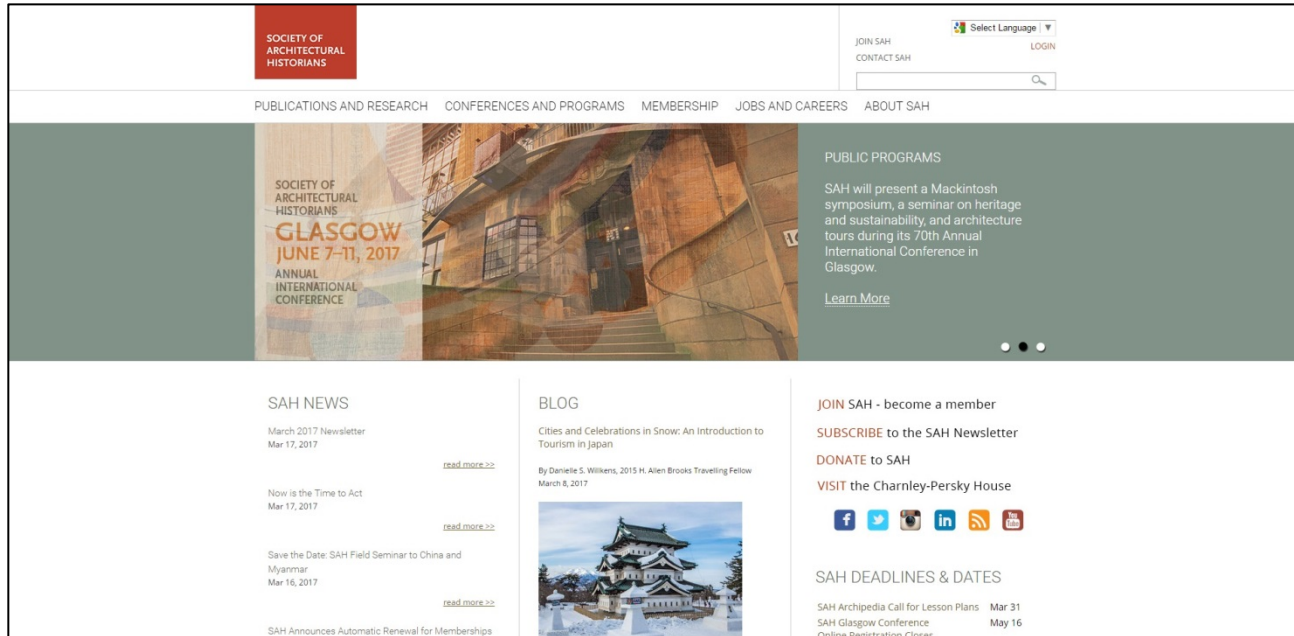 SOCIETY OF
ARCHITECTURAL
HISTORIANS
Select Language ▼
JOIN SAH
LOGIN
CONTACT SAH
PUBLICATIONS AND RESEARCH CONFERENCES AND PROGRAMS MEMBERSHIP JOBS AND CAREERS ABOUT SAH
SOCIETY OF
ARCHITECTURAL
HISTORIANS
GLASGOW
JUNE 7–11, 2017
ANNUAL
INTERNATIONAL
CONFERENCE
PUBLIC PROGRAMS
SAH will present a Mackintosh
symposium, a seminar on heritage
and sustainability, and architecture
tours during its 70th Annual
International Conference in
Glasgow.
Learn More
SAH NEWS
March 2017 Newsletter
Mar 17, 2017
read more >>
Now is the Time to Act
Mar 17, 2017
read more >>
Save the Date: SAH Field Seminar to China and
Myanmar
Mar 16, 2017
read more >>
SAH Announces Automatic Renewal for Memberships
BLOG
Cities and Celebrations in Snow: An Introduction to
Tourism in Japan
By Danielle S. Willkens, 2015 H. Allen Brooks Travelling Fellow
March 8, 2017
JOIN SAH - become a member
SUBSCRIBE to the SAH Newsletter
DONATE to SAH
VISIT the Charnley-Persky House
You
Tube
SAH DEADLINES & DATES
SAH Archipedia Call for Lesson Plans Mar 31
SAH Glasgow Conference May 16
Online Registration Closes